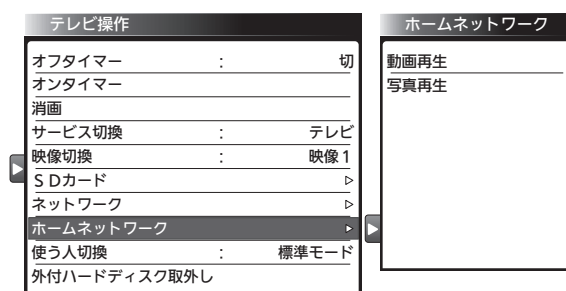 テレビ操作
オフタイマー : 切
オンタイマー
消画
サービス切換 : テレビ
映像切換 : 映像1
SDカード ▷
ネットワーク ▷
ホームネットワーク ▷
使う人切換 : 標準モード
外付ハードディスク取外し
ホームネットワーク
動画再生
写真再生